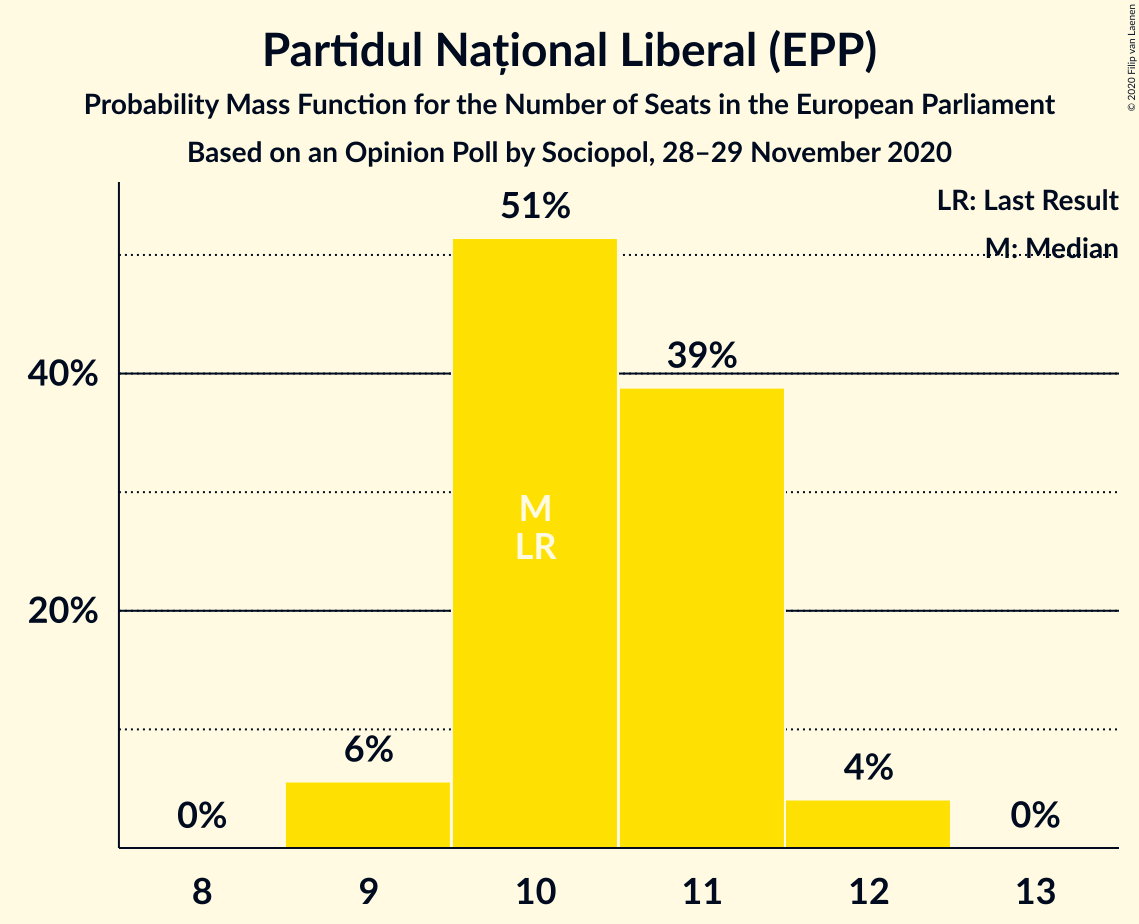 Partidul Național Liberal (EPP)
Probability Mass Function for the Number of Seats in the European Parliament
Based on an Opinion Poll by Sociopol, 28–29 November 2020
© 2020 Filip van Laenen
LR: Last Result
M: Median
51%
39%
40%
M
LR
20%
6%
4%
0%
0%
8
9
10
11
12
13